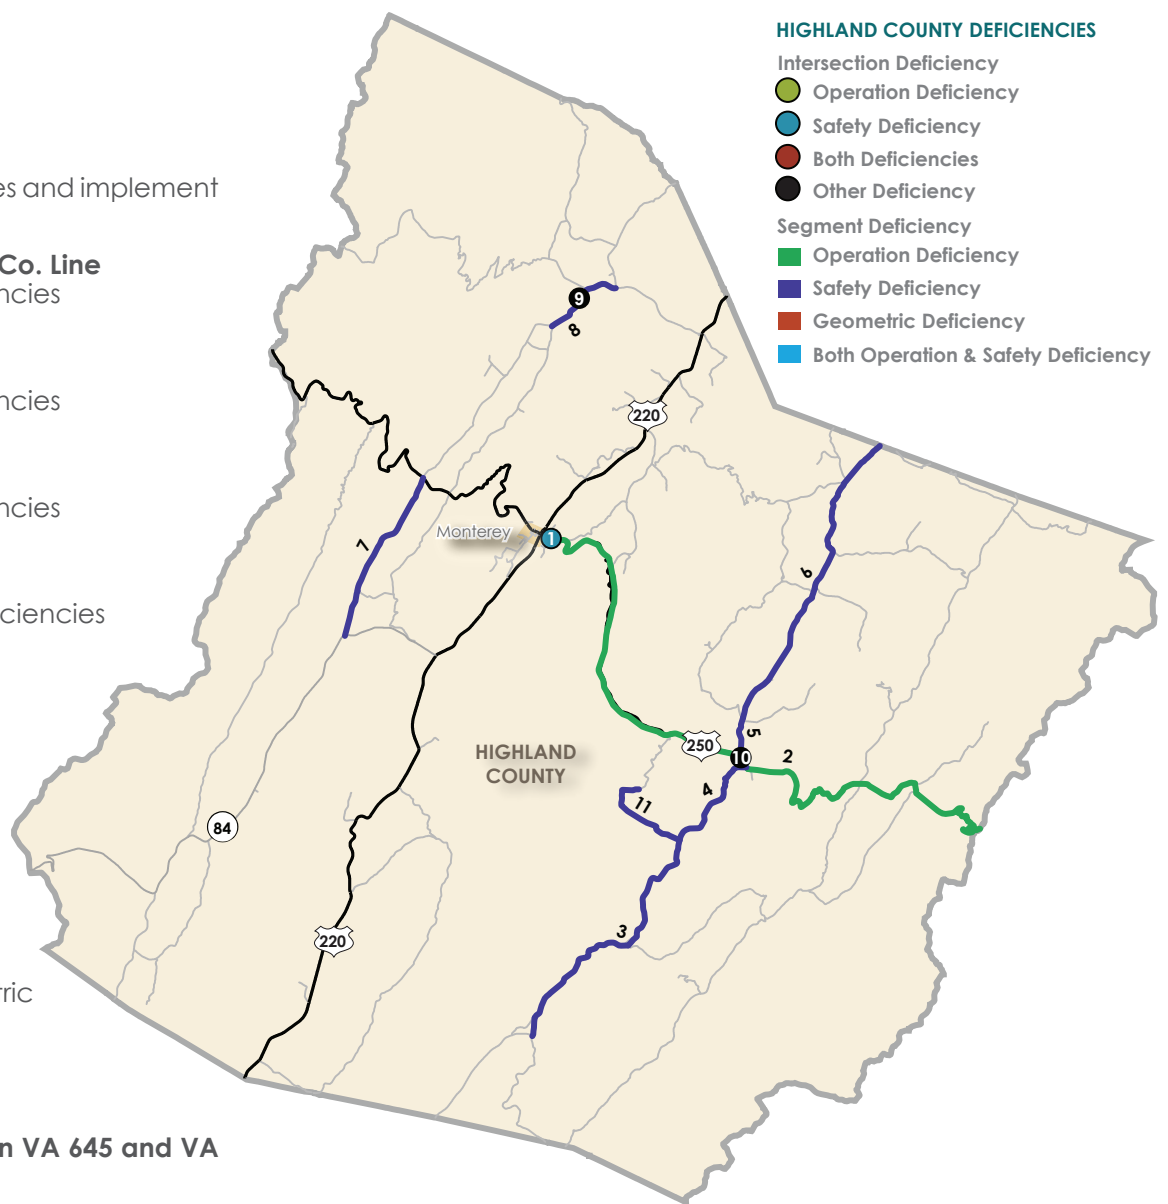 es and implement
Co. Line
ncies
ncies
ncies
iciencies
tric
n VA 645 and VA
HIGHLAND COUNTY DEFICIENCIES
Intersection Deficiency
Operation Deficiency
Safety Deficiency
Both Deficiencies
Other Deficiency
Segment Deficiency
Operation Deficiency
Safety Deficiency
Geometric Deficiency
Both Operation & Safety Deficiency
9
8
220
Monterey
1
7
6
5
250
10
2
HIGHLAND
COUNTY
4
11
84
3
220